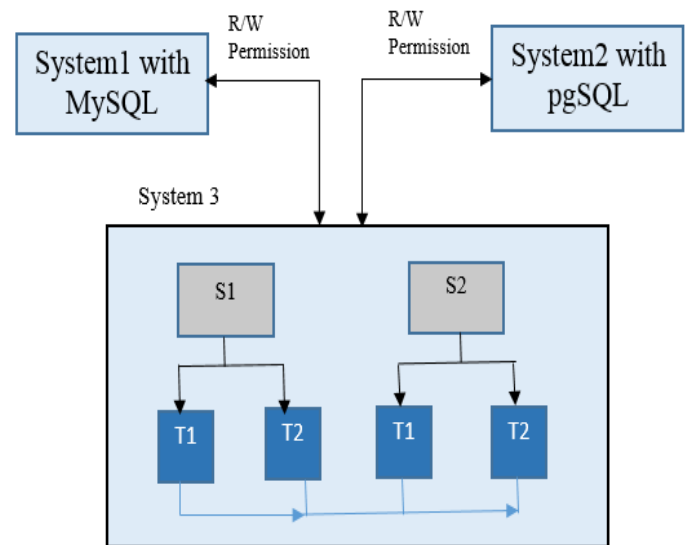 R/W
Permission
R/W
Permission
System1 with
MySQL
System2 with
pgSQL
System 3
S1
S2
T1
T2
T1
T2